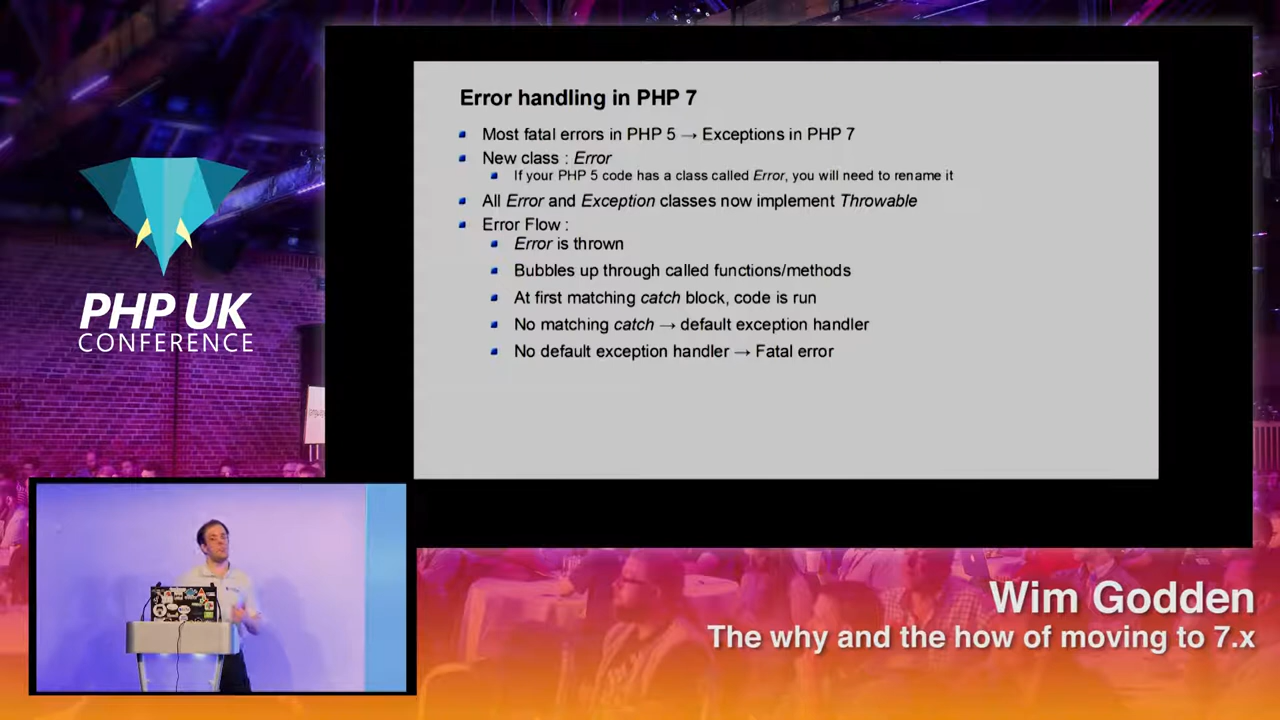 Error handling in PHP 7
Most fatal errors in PHP 5 → Exceptions in PHP 7
New class : Error
If your PHP 5 code has a class called Error, you will need to rename it
All Error and Exception classes now implement Throwable
Error Flow :
Error is thrown
Bubbles up through called functions/methods
At first matching catch block, code is run
No matching catch → default exception handler
No default exception handler → Fatal error
PHP UK
CONFERENCE
Wim Godden
The why and the how of moving to 7.x